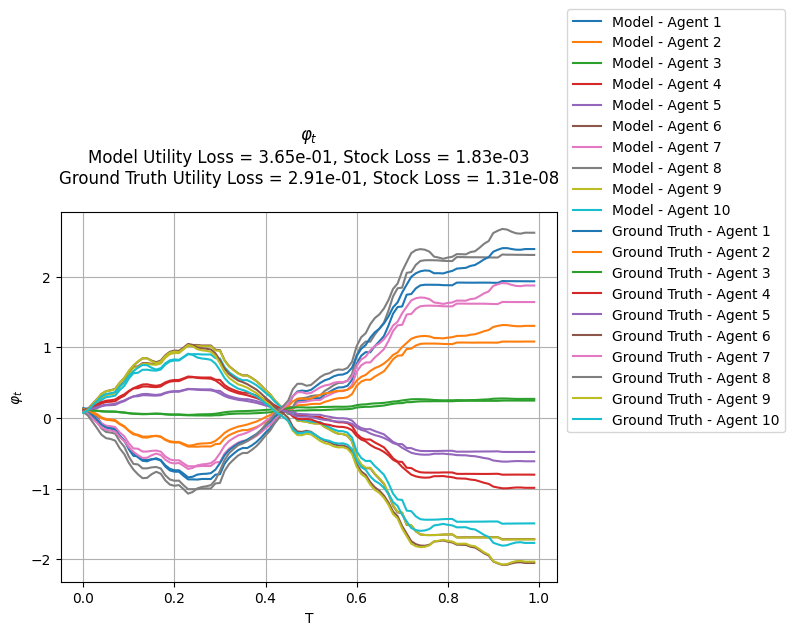 φt
Model Utility Loss = 3.65e-01, Stock Loss = 1.83e-03
Ground Truth Utility Loss = 2.91e-01, Stock Loss = 1.31e-08
φt
2
1
0
−1
−2
0.0 0.2 0.4 0.6 0.8 1.0
T
Model - Agent 1
Model - Agent 2
Model - Agent 3
Model - Agent 4
Model - Agent 5
Model - Agent 6
Model - Agent 7
Model - Agent 8
Model - Agent 9
Model - Agent 10
Ground Truth - Agent 1
Ground Truth - Agent 2
Ground Truth - Agent 3
Ground Truth - Agent 4
Ground Truth - Agent 5
Ground Truth - Agent 6
Ground Truth - Agent 7
Ground Truth - Agent 8
Ground Truth - Agent 9
Ground Truth - Agent 10